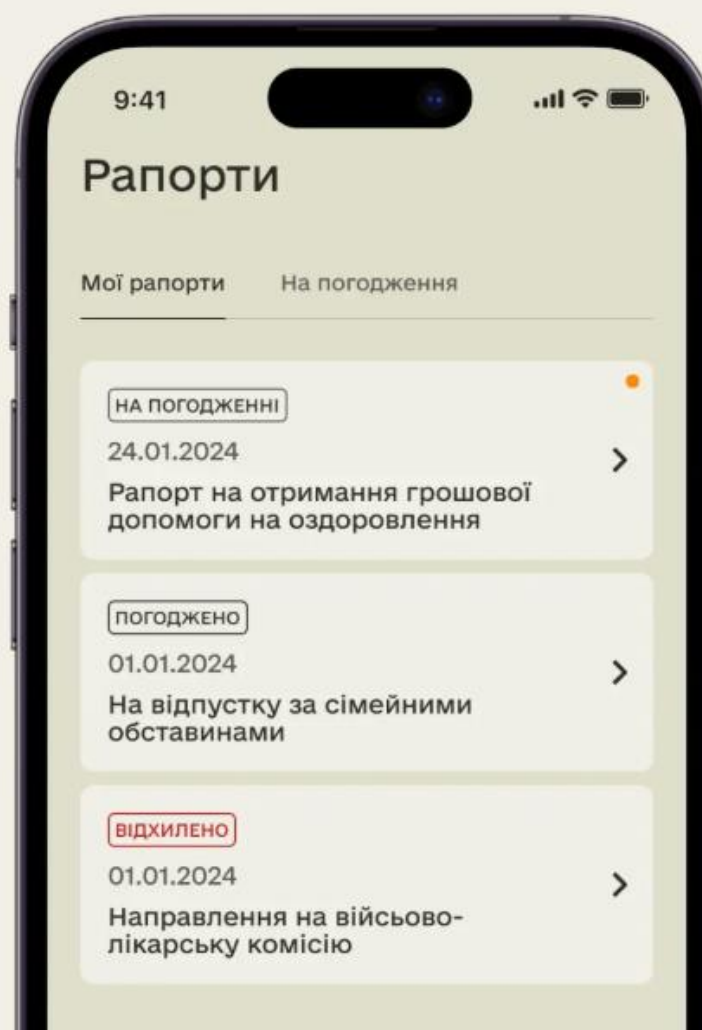 9:41
Рапорти
Мої рапорти На погодження
НА ПОГОДЖЕННІ
24.01.2024
Рапорт на отримання грошової
допомоги на оздоровлення
ПОГОДЖЕНО
01.01.2024
На відпустку за сімейними
обставинами
ВІДХИЛЕНО
01.01.2024
Направлення на війсьово-
лікарську комісію